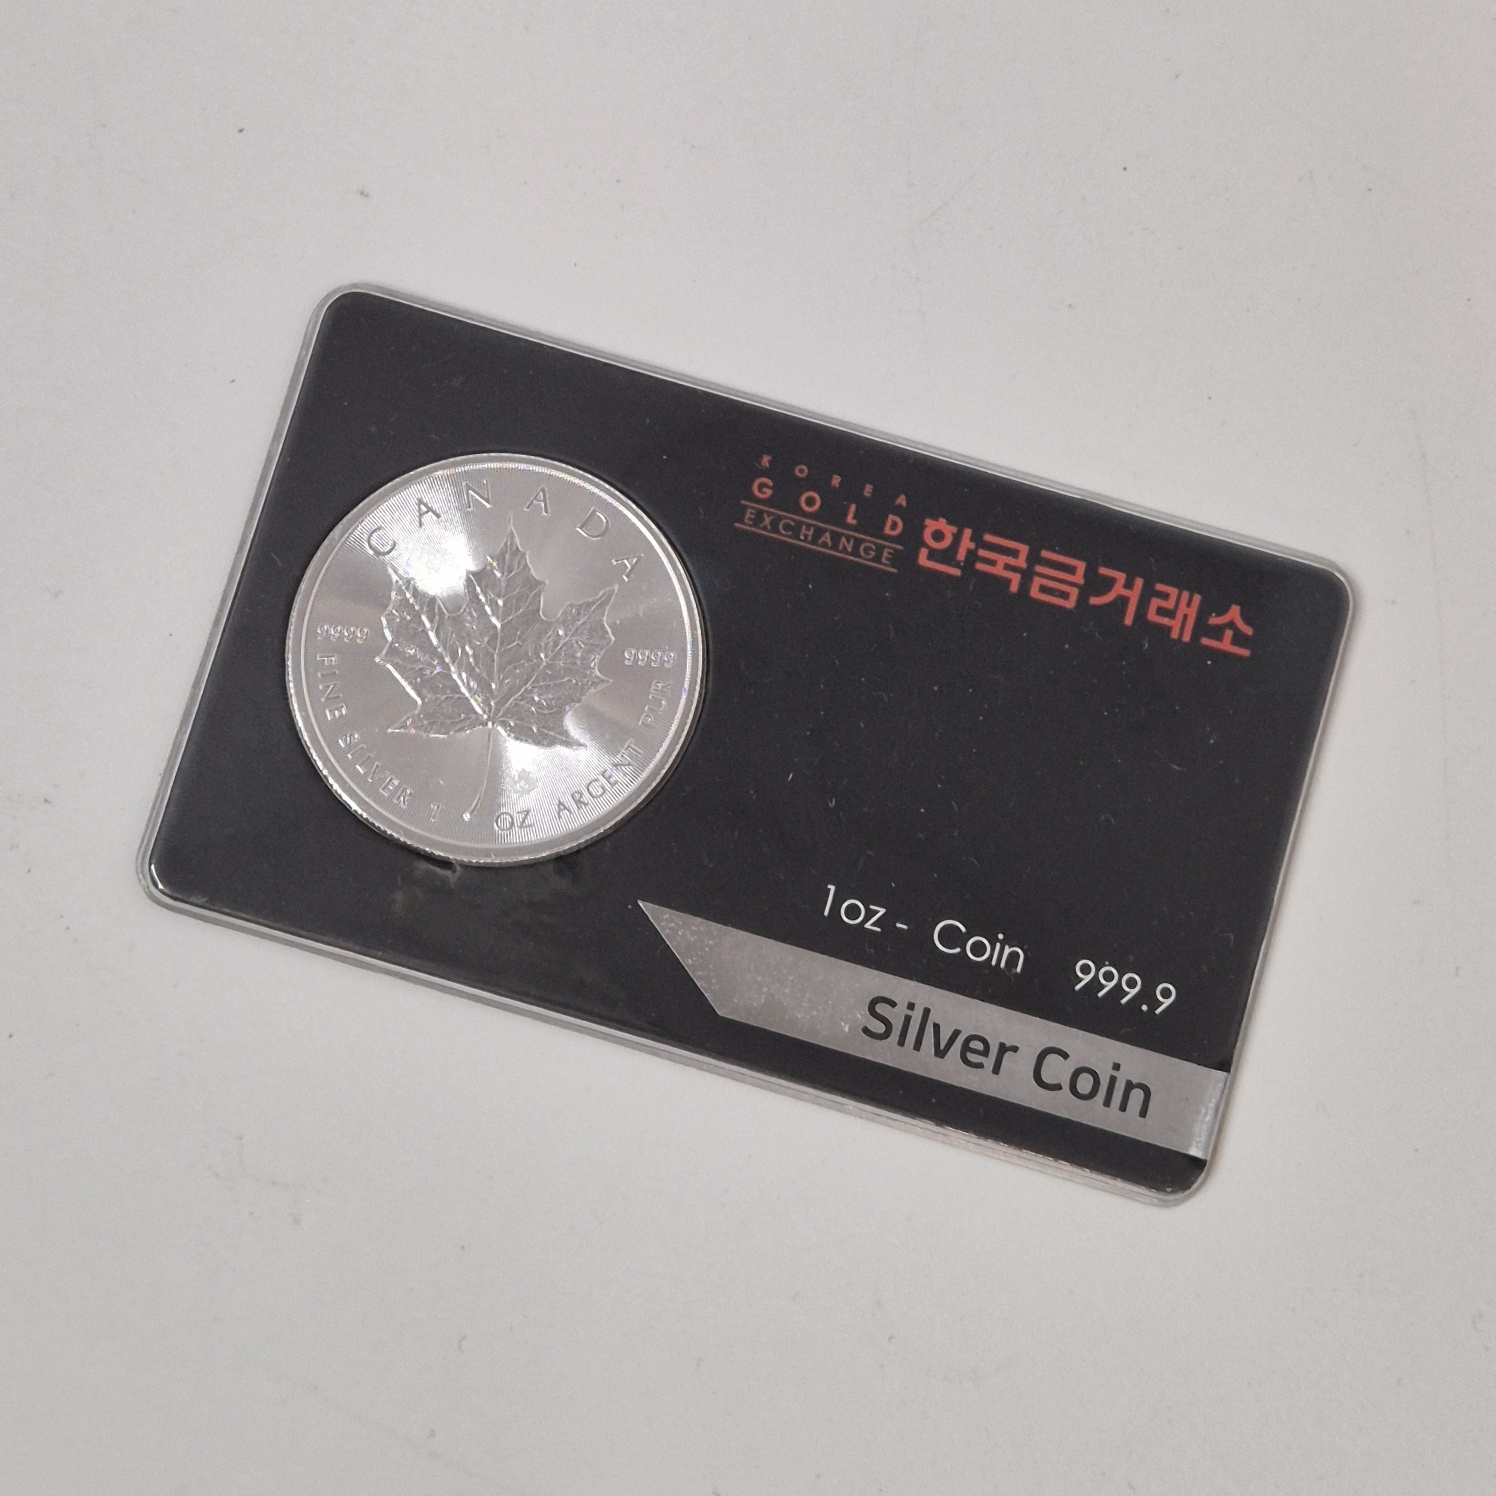 CANADA
9999
9999
FINE SILVER 1 OZ ARGENT PUR
KOREA
GOLD
EXCHANGE
한국금거래소
1oz - Coin 999.9
Silver Coin